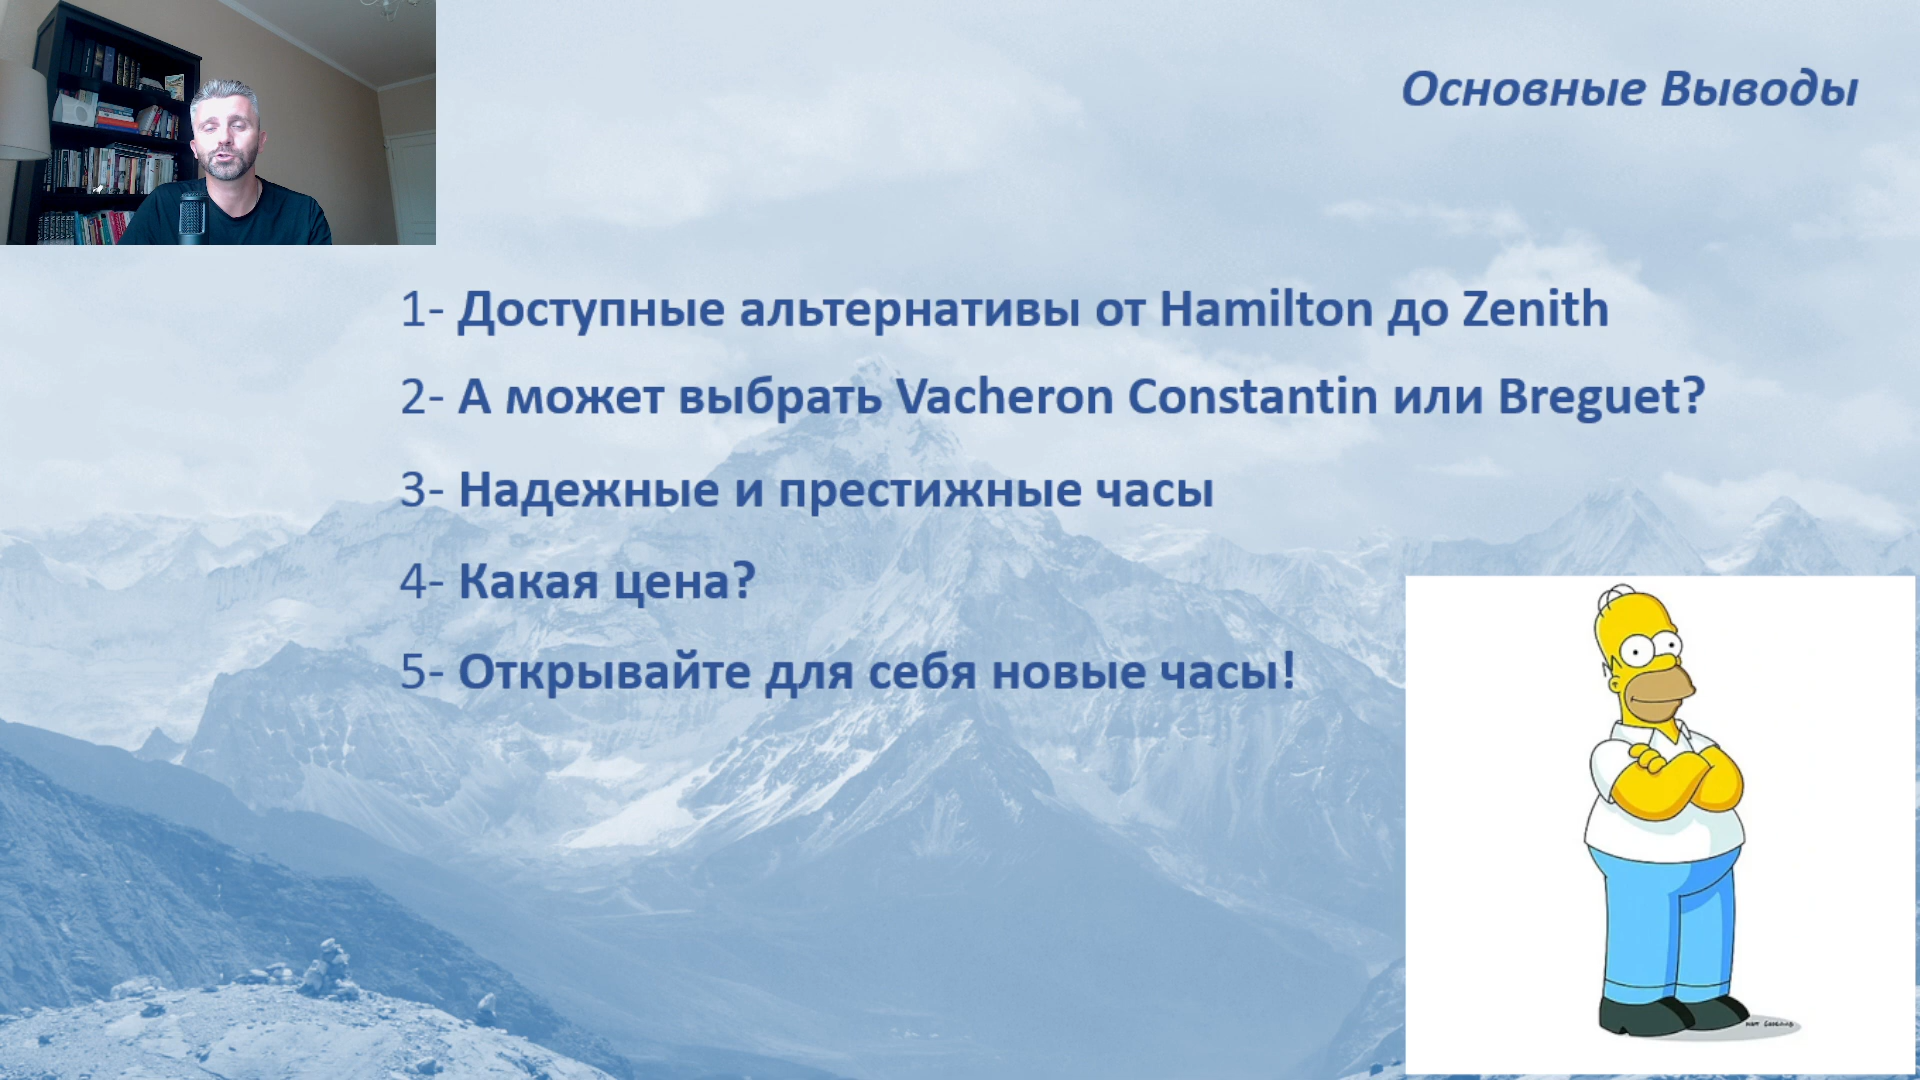 Основные Выводы
1- Доступные альтернативы от Hamilton до Zenith
2- А может выбрать Vacheron Constantin или Breguet?
3- Надежные и престижные часы
4- Какая цена?
5- Открывайте для себя новые часы!